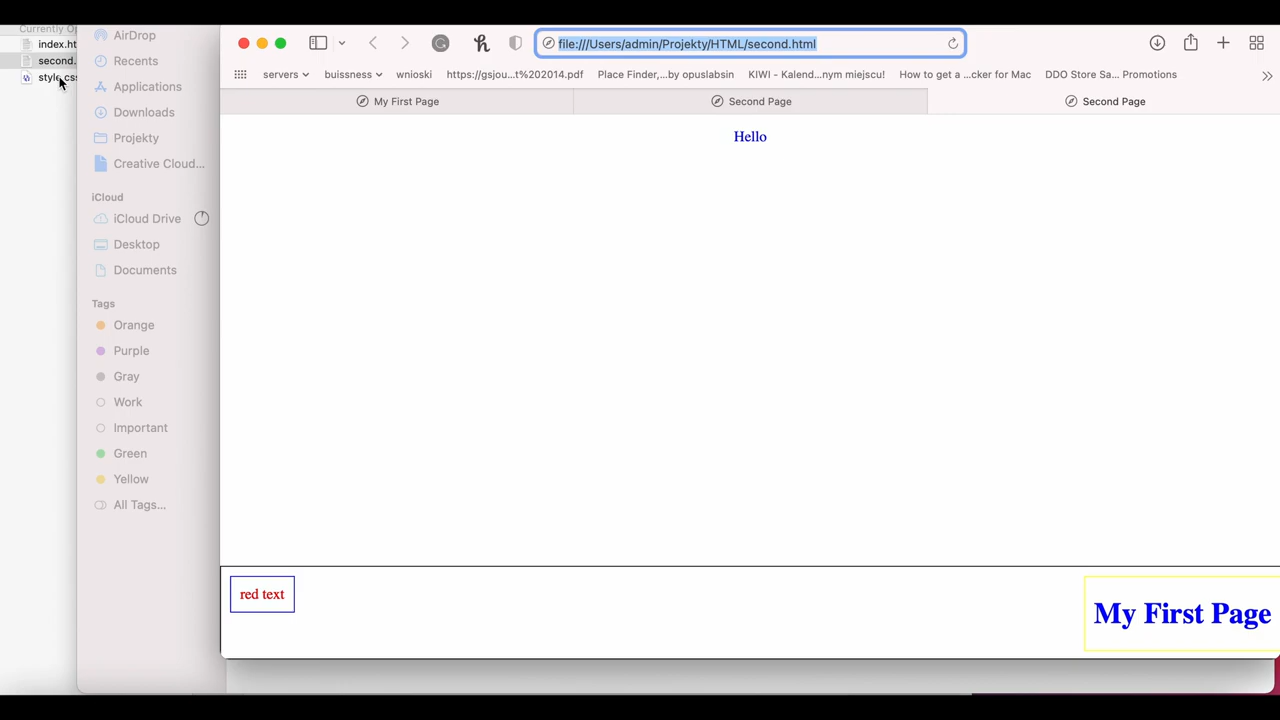 Currently Op
index.ht
second.
style.css
AirDrop
Recents
Applications
Downloads
Projekty
Creative Cloud...
iCloud
iCloud Drive
Desktop
Documents
Tags
Orange
Purple
Gray
Work
Important
Green
Yellow
All Tags...
file:///Users/admin/Projekty/HTML/second.html
servers buissness wnioski https://gsjou...t%202014.pdf Place Finder,...by opuslabsin KIWI - Kalend...nym miejscu! How to get a ...cker for Mac DDO Store Sa... Promotions
My First Page Second Page Second Page
Hello
red text
My First Page